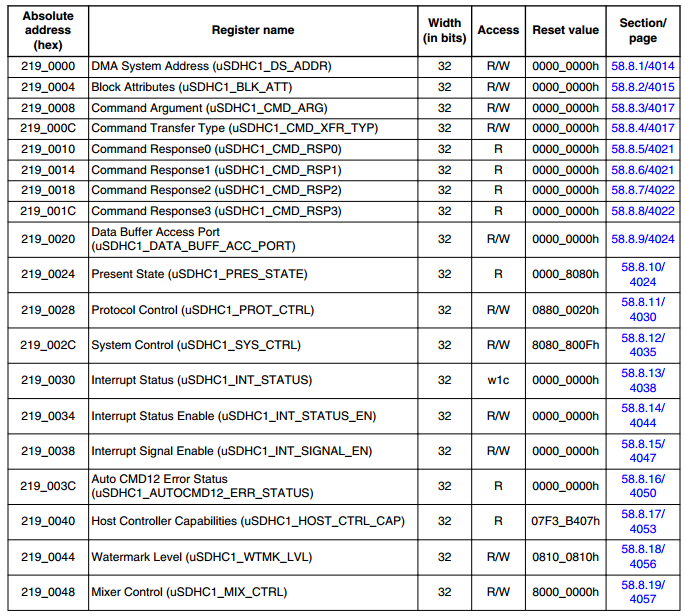 Absolute address (hex) Register name Width (in bits) Access Reset value Section/ page
219_0000 DMA System Address (uSDHC1_DS_ADDR) 32 R/W 0000_0000h 58.8.1/4014
219_0004 Block Attributes (uSDHC1_BLK_ATT) 32 R/W 0000_0000h 58.8.2/4015
219_0008 Command Argument (uSDHC1_CMD_ARG) 32 R/W 0000_0000h 58.8.3/4017
219_000C Command Transfer Type (uSDHC1_CMD_XFR_TYP) 32 R/W 0000_0000h 58.8.4/4017
219_0010 Command Response0 (uSDHC1_CMD_RSP0) 32 R 0000_0000h 58.8.5/4021
219_0014 Command Response1 (uSDHC1_CMD_RSP1) 32 R 0000_0000h 58.8.6/4021
219_0018 Command Response2 (uSDHC1_CMD_RSP2) 32 R 0000_0000h 58.8.7/4022
219_001C Command Response3 (uSDHC1_CMD_RSP3) 32 R 0000_0000h 58.8.8/4022
219_0020 Data Buffer Access Port (uSDHC1_DATA_BUFF_ACC_PORT) 32 R/W 0000_0000h 58.8.9/4024
219_0024 Present State (uSDHC1_PRES_STATE) 32 R 0000_8080h 58.8.10/ 4024
219_0028 Protocol Control (uSDHC1_PROT_CTRL) 32 R/W 0880_0020h 58.8.11/ 4030
219_002C System Control (uSDHC1_SYS_CTRL) 32 R/W 8080_800Fh 58.8.12/ 4035
219_0030 Interrupt Status (uSDHC1_INT_STATUS) 32 w1c 0000_0000h 58.8.13/ 4038
219_0034 Interrupt Status Enable (uSDHC1_INT_STATUS_EN) 32 R/W 0000_0000h 58.8.14/ 4044
219_0038 Interrupt Signal Enable (uSDHC1_INT_SIGNAL_EN) 32 R/W 0000_0000h 58.8.15/ 4047
219_003C Auto CMD12 Error Status (uSDHC1_AUTOCMD12_ERR_STATUS) 32 R 0000_0000h 58.8.16/ 4050
219_0040 Host Controller Capabilities (uSDHC1_HOST_CTRL_CAP) 32 R 07F3_B407h 58.8.17/ 4053
219_0044 Watermark Level (uSDHC1_WTMK_LVL) 32 R/W 0810_0810h 58.8.18/ 4056
219_0048 Mixer Control (uSDHC1_MIX_CTRL) 32 R/W 8000_0000h 58.8.19/ 4057